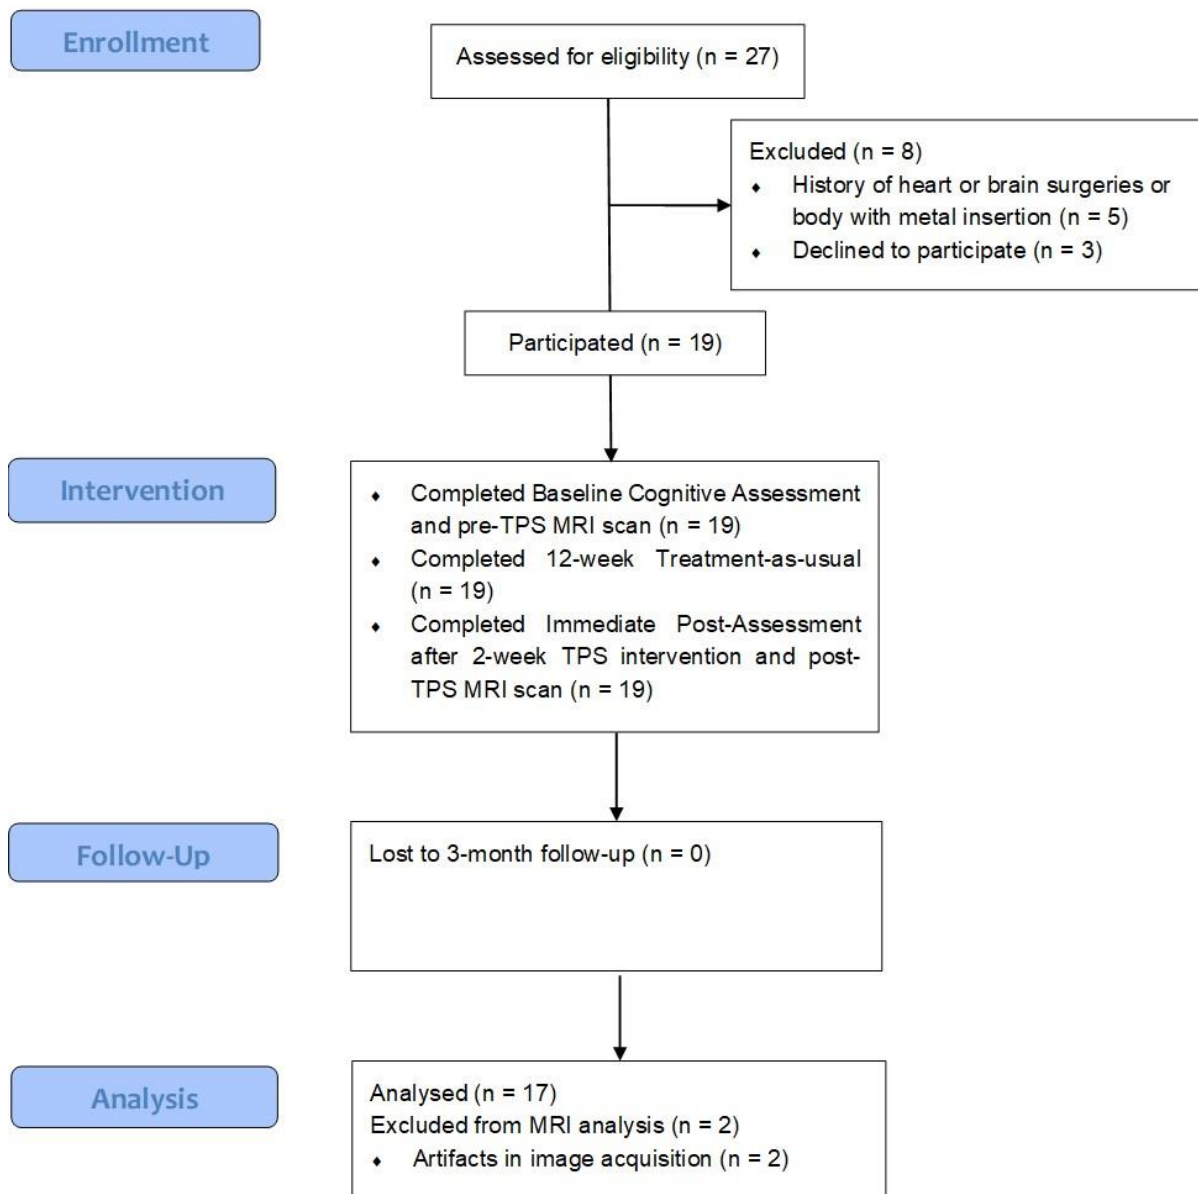 Enrollment
Assessed for eligibility (n = 27)
Excluded (n = 8)
⬧ History of heart or brain surgeries or
body with metal insertion (n = 5)
⬧ Declined to participate (n = 3)
Participated (n = 19)
Intervention
⬧ Completed Baseline Cognitive Assessment
and pre-TPS MRI scan (n = 19)
⬧ Completed 12-week Treatment-as-usual
(n = 19)
⬧ Completed Immediate Post-Assessment
after 2-week TPS intervention and post-
TPS MRI scan (n = 19)
Follow-Up
Lost to 3-month follow-up (n = 0)
Analysis
Analysed (n = 17)
Excluded from MRI analysis (n = 2)
⬧ Artifacts in image acquisition (n = 2)